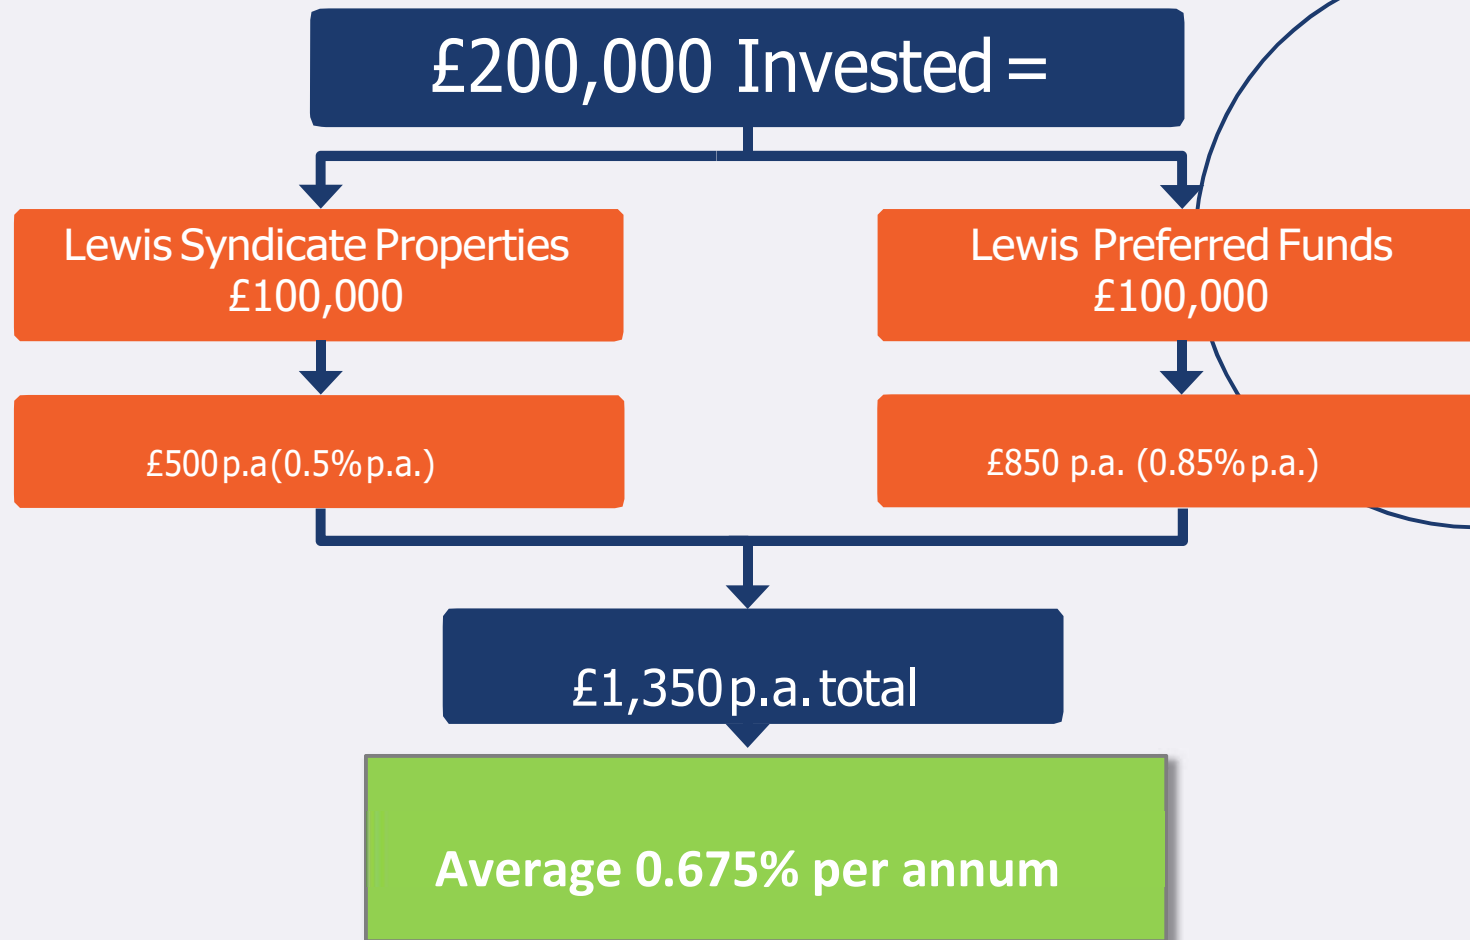 £200,000 Invested =
Lewis Syndicate Properties
£100,000
Lewis Preferred Funds
£100,000
£500 p.a (0.5% p.a.)
£850 p.a. (0.85% p.a.)
£1,350 p.a. total
Average 0.675% per annum